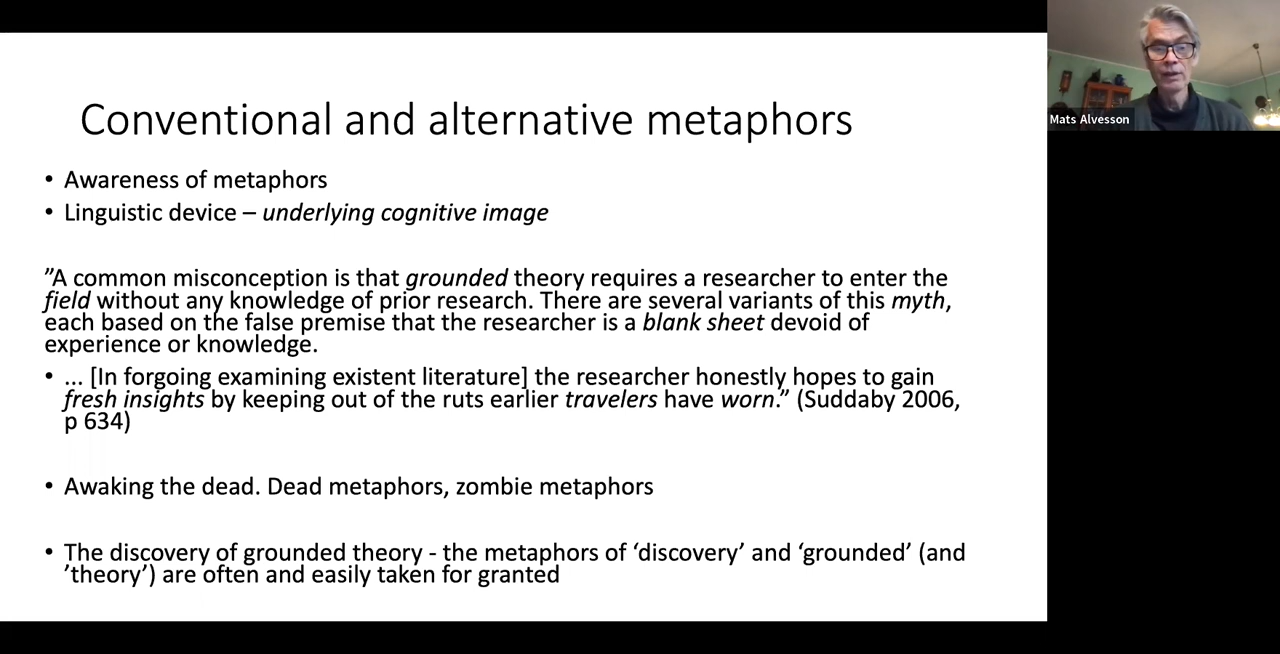 Conventional and alternative metaphors
• Awareness of metaphors
• Linguistic device – underlying cognitive image
”A common misconception is that grounded theory requires a researcher to enter the
field without any knowledge of prior research. There are several variants of this myth,
each based on the false premise that the researcher is a blank sheet devoid of
experience or knowledge.
• ... [In forgoing examining existent literature] the researcher honestly hopes to gain
fresh insights by keeping out of the ruts earlier travelers have worn.” (Suddaby 2006,
p 634)
• Awaking the dead. Dead metaphors, zombie metaphors
• The discovery of grounded theory - the metaphors of ‘discovery’ and ‘grounded’ (and
’theory’) are often and easily taken for granted
Mats Alvesson